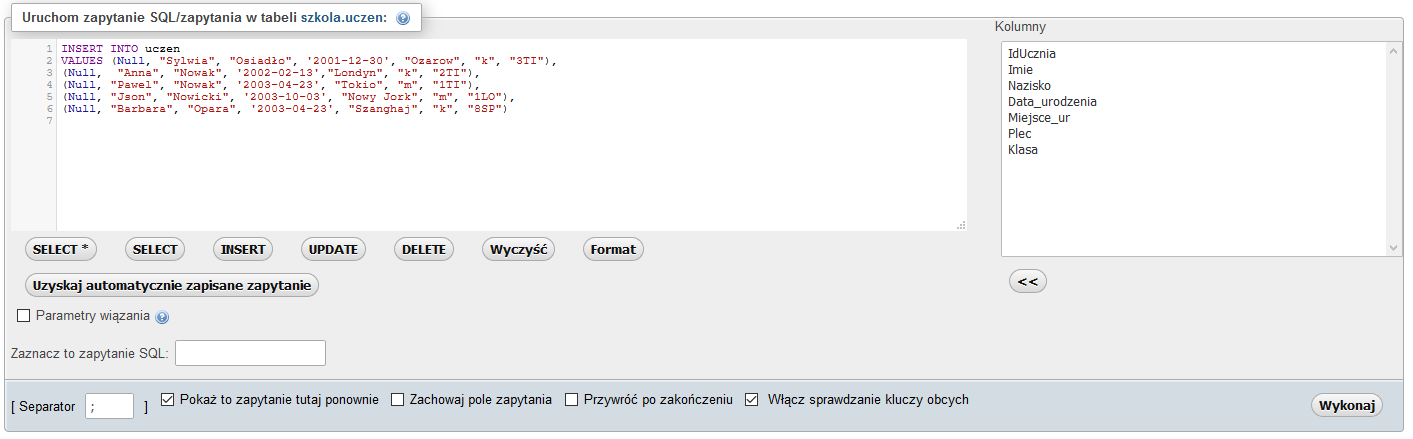 Uruchom zapytanie SQL/zapytania w tabeli szkola.uczen:
Kolumny
1 INSERT INTO uczen
2 VALUES (Null, "Sylwia", "Osiadło", '2001-12-30', "Ozarow", "k", "3TI"),
3 (Null,  "Anna", "Nowak", '2002-02-13',"Londyn", "k", "2TI"),
4 (Null, "Pawel", "Nowak", '2003-04-23', "Tokio", "m", "1TI"),
5 (Null, "Json", "Nowicki", '2003-10-03', "Nowy Jork", "m", "1LO"),
6 (Null, "Barbara", "Opara", '2003-04-23', "Szanghaj", "k", "8SP")
7
IdUcznia
Imie
Nazisko
Data_urodzenia
Miejsce_ur
Plec
Klasa
SELECT * SELECT INSERT UPDATE DELETE Wyczyść Format
Uzyskaj automatycznie zapisane zapytanie
<<
Parametry wiązania
Zaznacz to zapytanie SQL:
[ Separator ; ] Pokaż to zapytanie tutaj ponownie Zachowaj pole zapytania Przywróć po zakończeniu Włącz sprawdzanie kluczy obcych Wykonaj